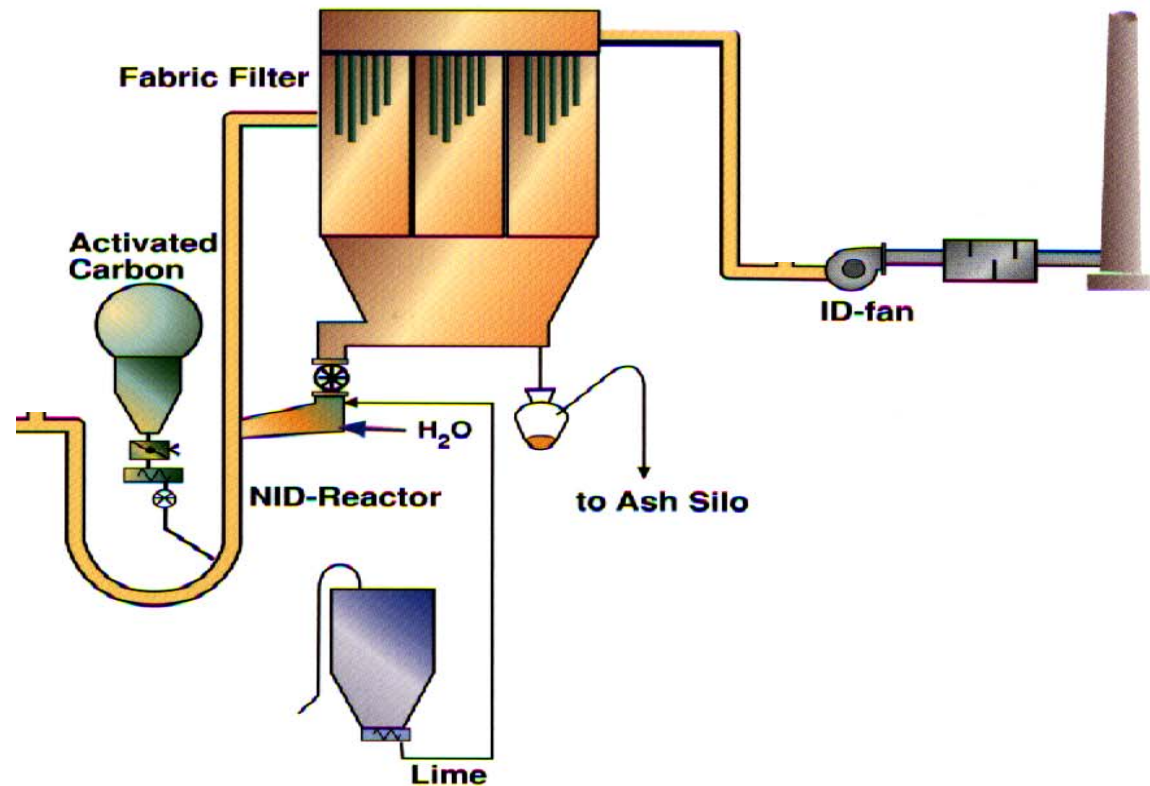 Fabric Filter
Activated
Carbon
ID-fan
H₂O
NID-Reactor
to Ash Silo
Lime